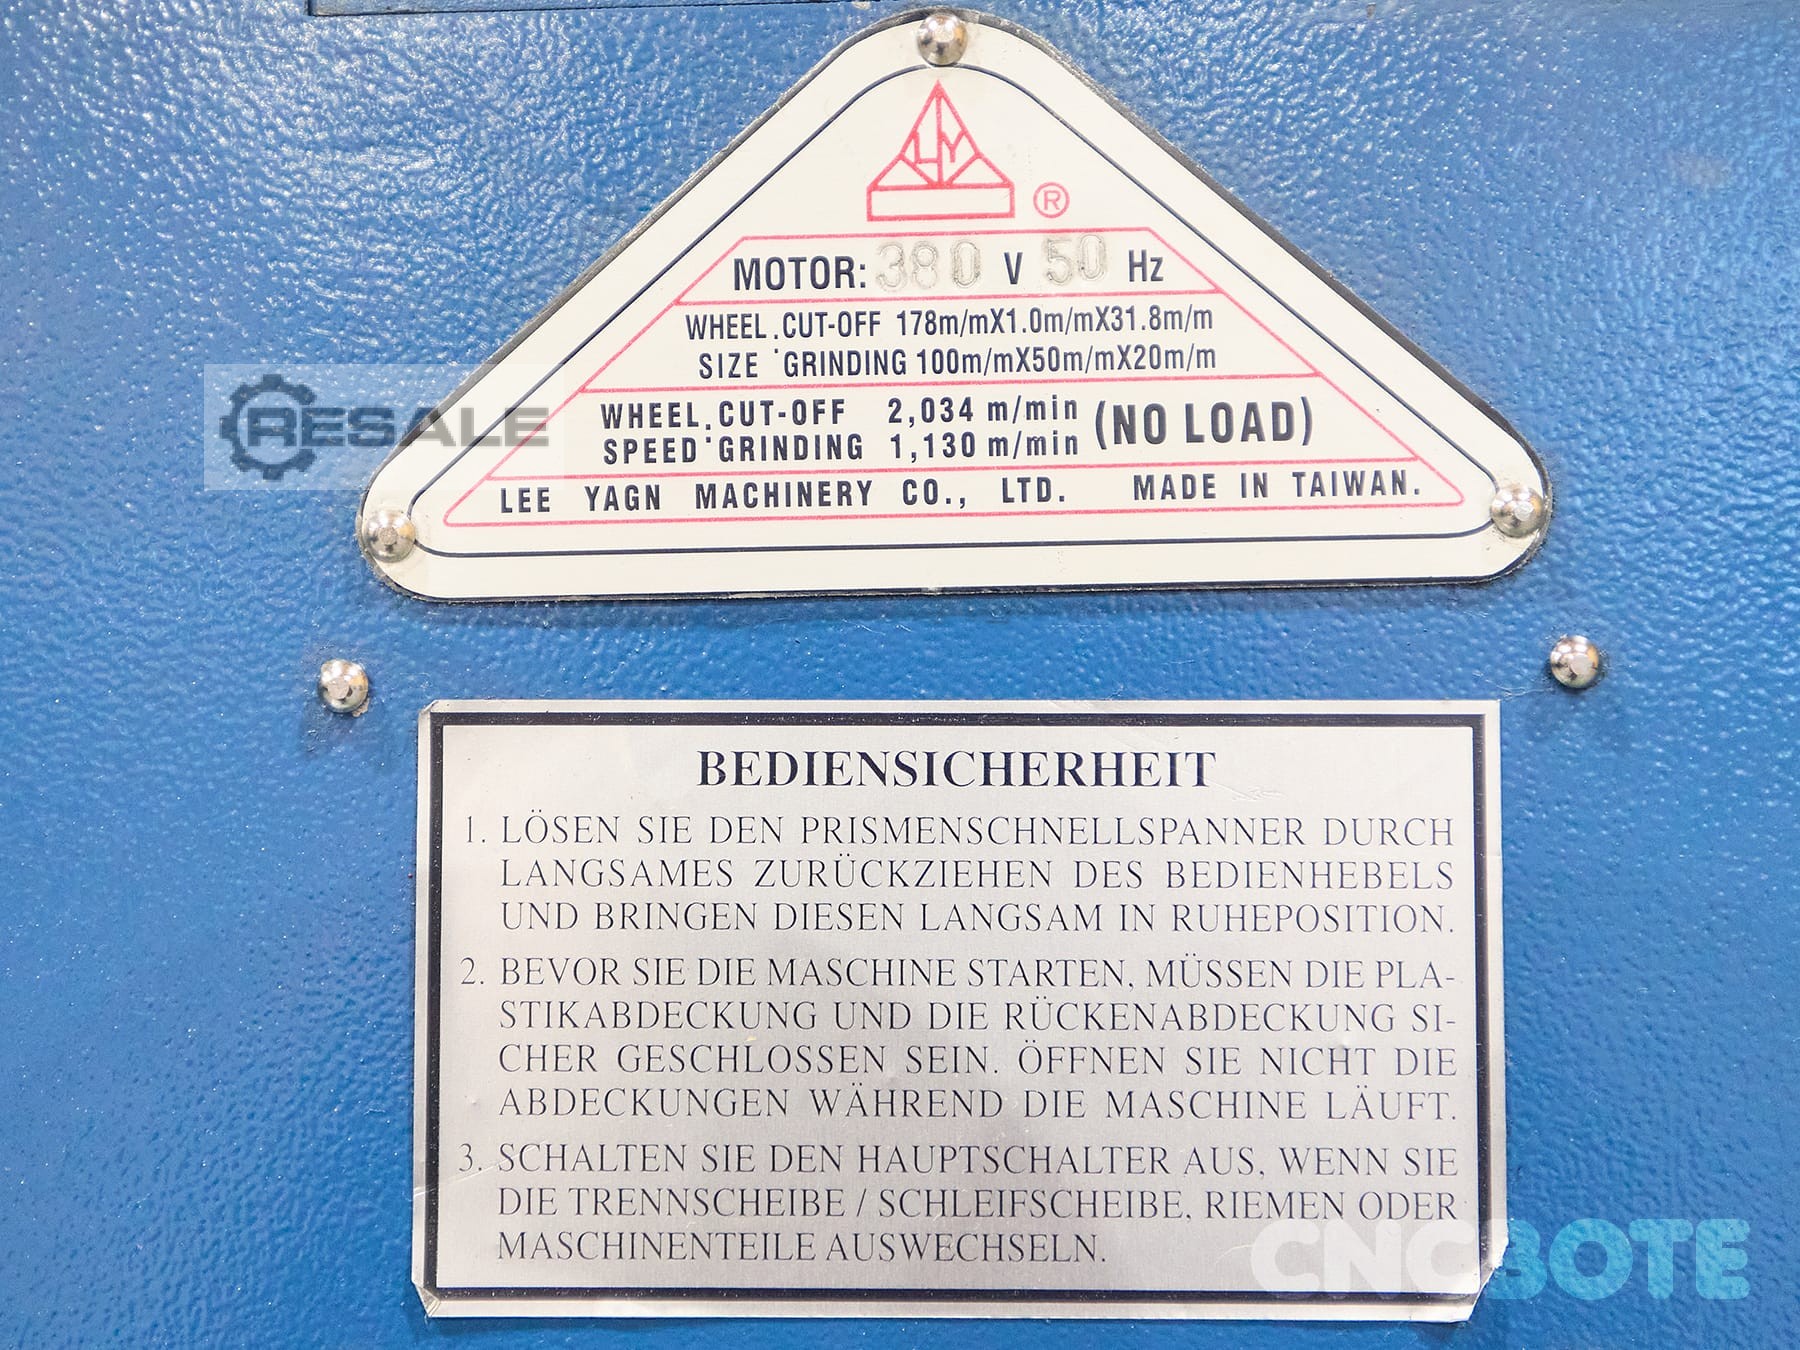 LY
®
MOTOR: 380 V 50 Hz
WHEEL CUT-OFF 178m/mX1.0m/mX31.8m/m
SIZE GRINDING 100m/mX50m/mX20m/m
WHEEL CUT-OFF 2,034 m/min (NO LOAD)
SPEED GRINDING 1,130 m/min
LEE YAGN MACHINERY CO., LTD. MADE IN TAIWAN.
RESALE
BEDIENSICHERHEIT
1. LÖSEN SIE DEN PRISMENSCHNELLSPANNER DURCH
LANGSAMES ZURÜCKZIEHEN DES BEDIENHEBELS
UND BRINGEN DIESEN LANGSAM IN RUHEPOSITION.
2. BEVOR SIE DIE MASCHINE STARTEN, MÜSSEN DIE PLA-
STIKABDECKUNG UND DIE RÜCKENABDECKUNG SI-
CHER GESCHLOSSEN SEIN. ÖFFNEN SIE NICHT DIE
ABDECKUNGEN WÄHREND DIE MASCHINE LÄUFT.
3. SCHALTEN SIE DEN HAUPTSCHALTER AUS, WENN SIE
DIE TRENNSCHEIBE / SCHLEIFSCHEIBE, RIEMEN ODER
MASCHINENTEILE AUSWECHSELN.
CNCBOTE